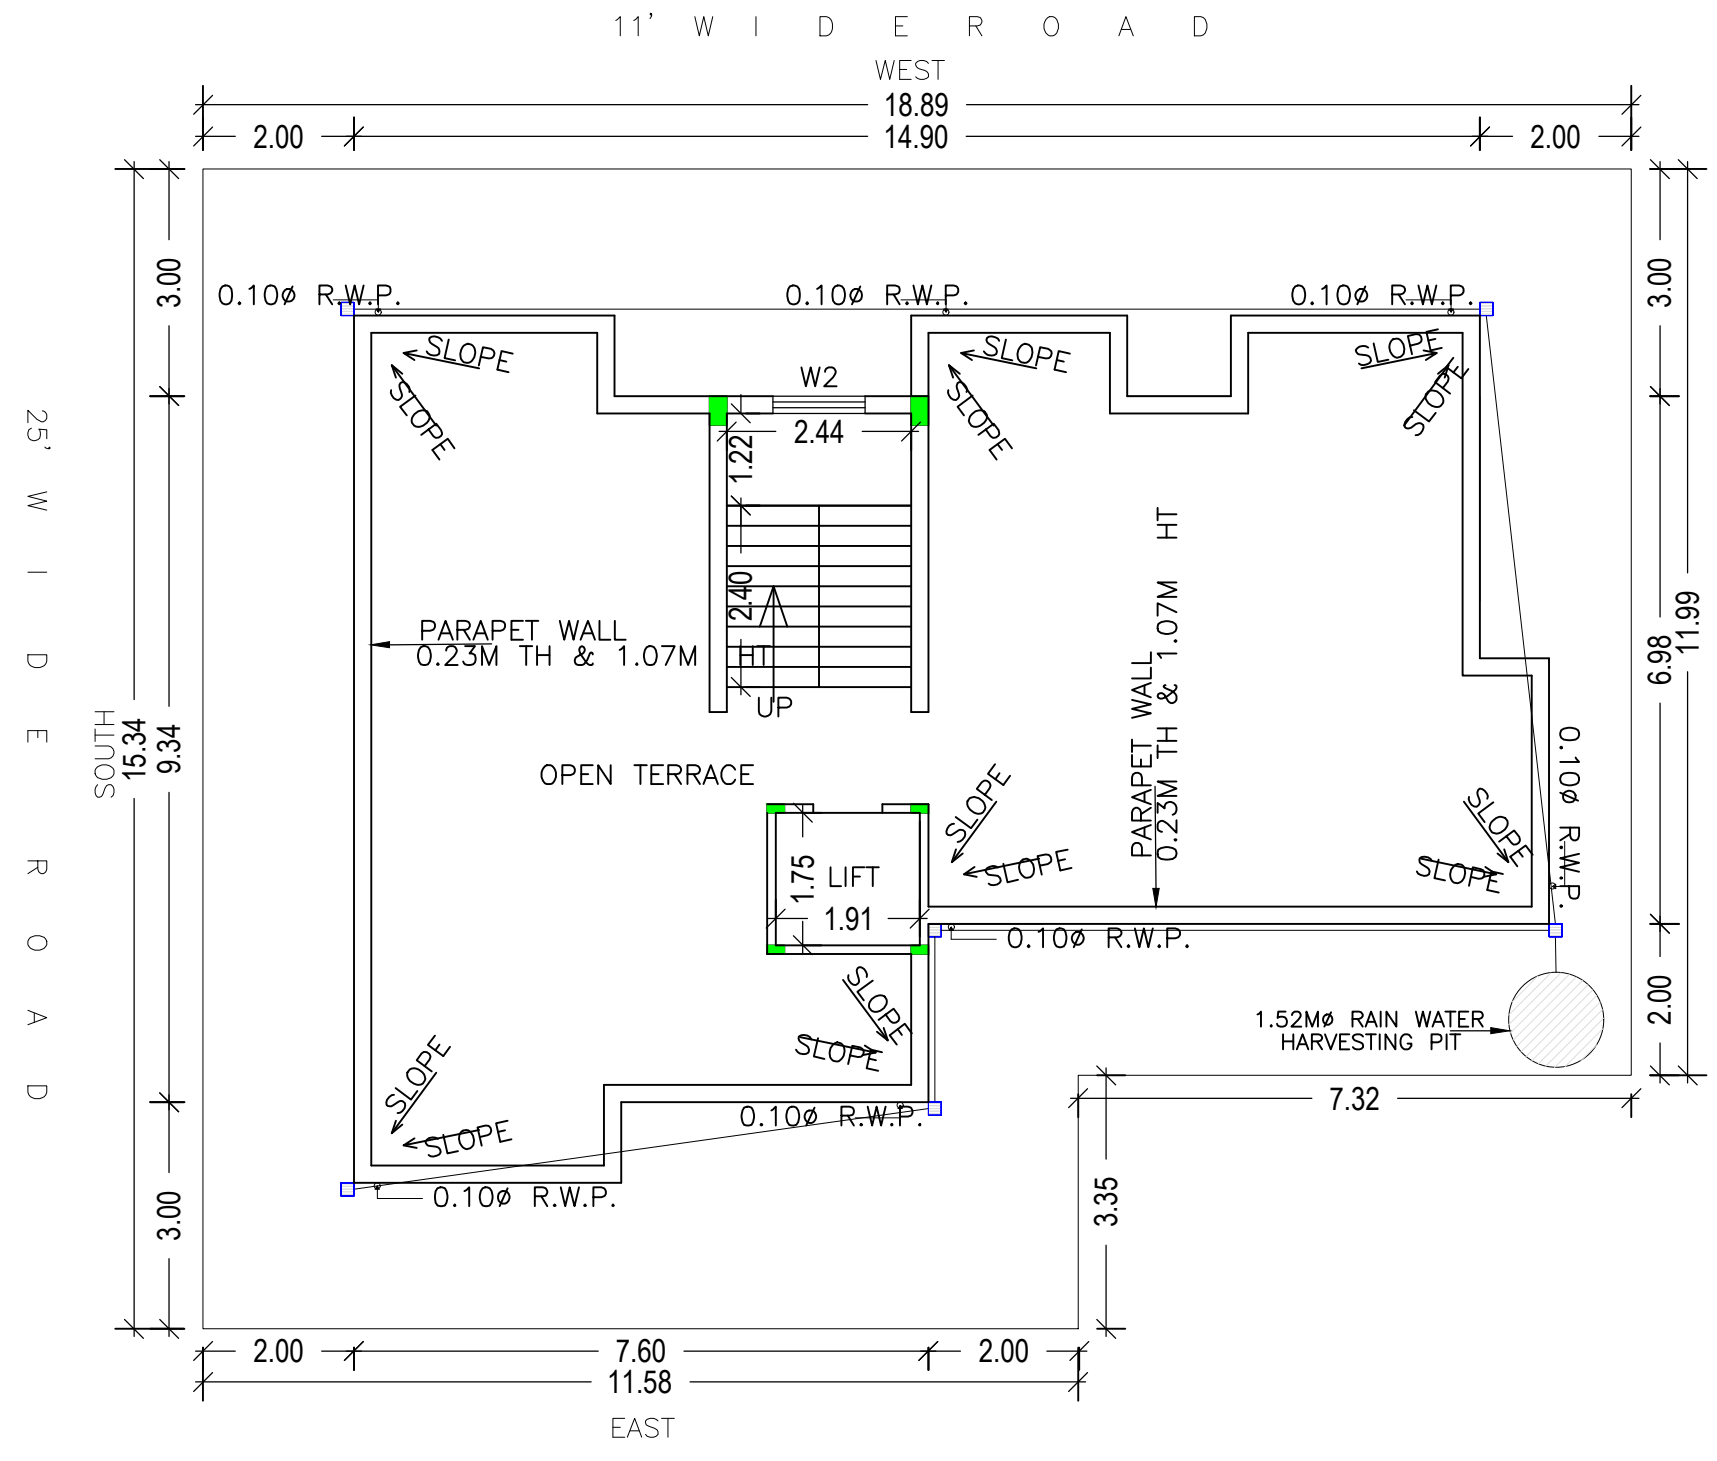 11' W I D E R O A D
WEST
18.89
2.00
14.90
2.00
3.00
3.00
0.10ø R.W.P.
0.10ø R.W.P.
0.10ø R.W.P.
SLOPE
SLOPE
SLOPE
SLOPE
SLOPE
SLOPE
W2
2.44
1.22
25' W I D E R O A D
SOUTH
15.34
9.34
2.40
PARAPET WALL
0.23M TH & 1.07M HT
UP
PARAPET WALL
0.23M TH & 1.07M HT
6.98
11.99
OPEN TERRACE
0.10ø R.W.P.
SLOPE
SLOPE
SLOPE
SLOPE
1.75
LIFT
1.91
0.10ø R.W.P.
SLOPE
SLOPE
1.52Mø RAIN WATER
HARVESTING PIT
2.00
SLOPE
SLOPE
0.10ø R.W.P.
7.32
0.10ø R.W.P.
3.00
3.35
2.00
7.60
2.00
11.58
EAST